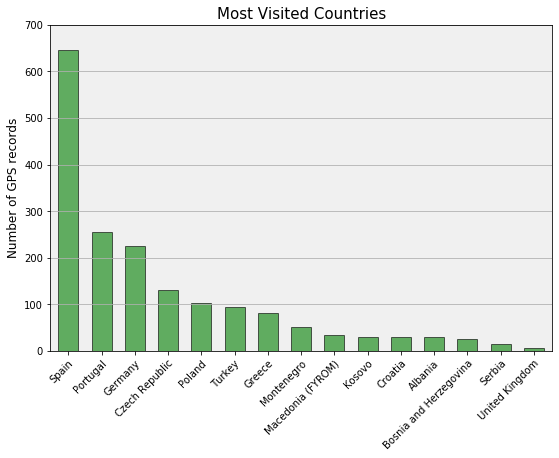 Most Visited Countries
Number of GPS records
700
600
500
400
300
200
100
0
Spain
Portugal
Germany
Czech Republic
Poland
Turkey
Greece
Montenegro
Macedonia (FYROM)
Kosovo
Croatia
Albania
Bosnia and Herzegovina
Serbia
United Kingdom